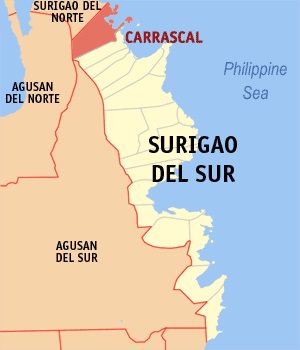 SURIGAO DEL
NORTE
CARRASCAL
Philippine
Sea
AGUSAN
DEL NORTE
SURIGAO
DEL SUR
AGUSAN
DEL SUR